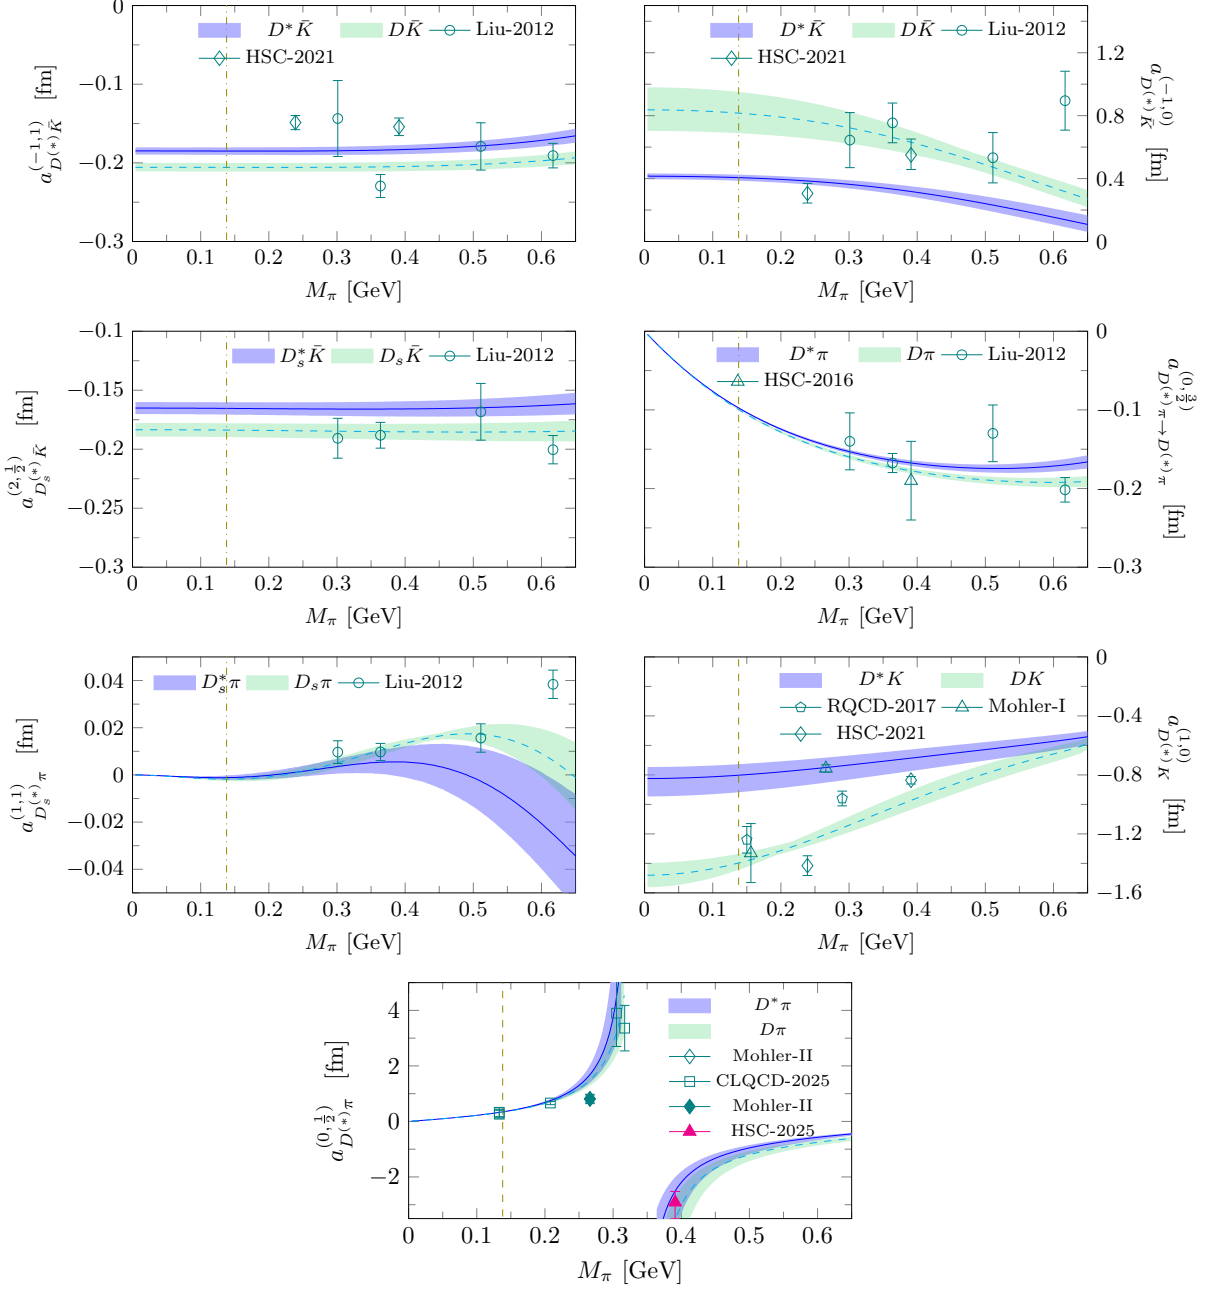 0
−0.1
−0.2
−0.3
a_{D^{(*)}K̄}^{(−1,1)} [fm]
D*K̄ DK̄ Liu-2012
HSC-2021
0 0.1 0.2 0.3 0.4 0.5 0.6
M_π [GeV]
D*K̄ DK̄ Liu-2012
HSC-2021
1.2
0.8
0.4
0
a_{D^{(*)}K̄}^{(−1,0)} [fm]
0 0.1 0.2 0.3 0.4 0.5 0.6
M_π [GeV]
−0.1
−0.15
−0.2
−0.25
−0.3
a_{D_s^{(*)}K̄}^{(2,1/2)} [fm]
D_s^*K̄ D_sK̄ Liu-2012
0 0.1 0.2 0.3 0.4 0.5 0.6
M_π [GeV]
D*π Dπ Liu-2012
HSC-2016
0
−0.1
−0.2
−0.3
a_{D^{(*)}π→D^{(*)}π}^{(0,3/2)} [fm]
0 0.1 0.2 0.3 0.4 0.5 0.6
M_π [GeV]
0.04
0.02
0
−0.02
−0.04
a_{D_s^{(*)}π}^{(1,1)} [fm]
D_s^*π D_sπ Liu-2012
0 0.1 0.2 0.3 0.4 0.5 0.6
M_π [GeV]
D*K DK
RQCD-2017 Mohler-I
HSC-2021
0
−0.4
−0.8
−1.2
−1.6
a_{D^{(*)}K}^{(1,0)} [fm]
0 0.1 0.2 0.3 0.4 0.5 0.6
M_π [GeV]
4
2
0
−2
a_{D^{(*)}π}^{(0,1/2)} [fm]
D*π
Dπ
Mohler-II
CLQCD-2025
Mohler-II
HSC-2025
0 0.1 0.2 0.3 0.4 0.5 0.6
M_π [GeV]